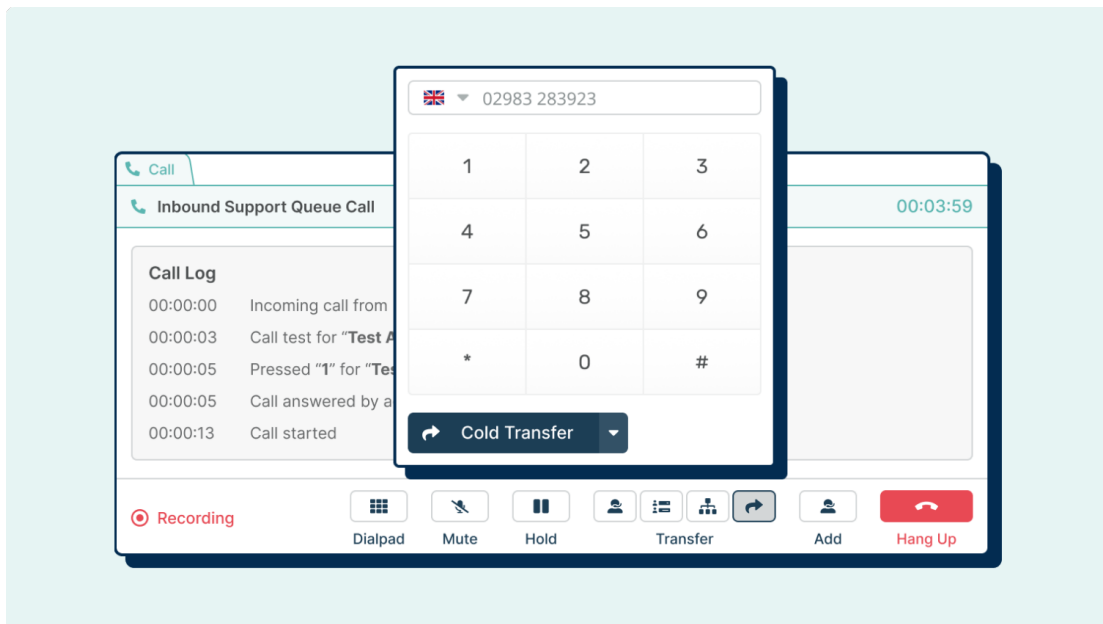 02983 283923
1 2 3
4 5 6
7 8 9
* 0 #
Cold Transfer
Call
Inbound Support Queue Call 00:03:59
Call Log
00:00:00 Incoming call from
00:00:03 Call test for “Test
00:00:05 Pressed “1” for “
00:00:05 Call answered by
00:00:13 Call started
Recording
Dialpad Mute Hold Transfer Add Hang Up